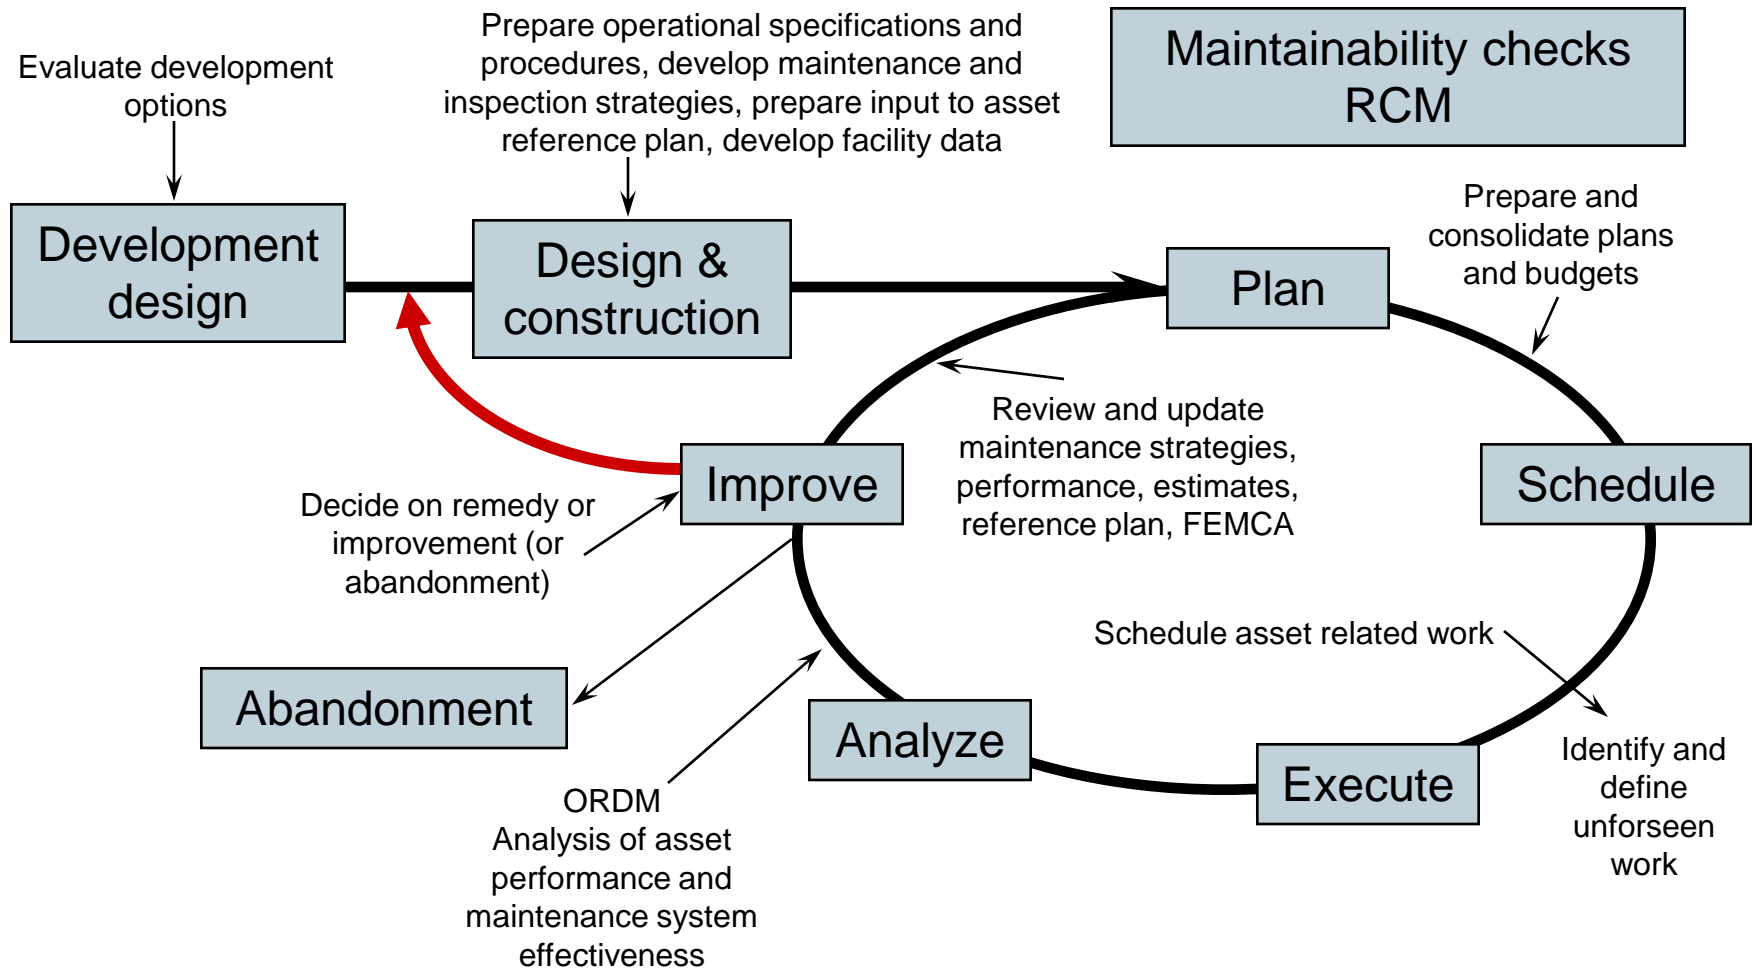 Evaluate development
options
Prepare operational specifications and
procedures, develop maintenance and
inspection strategies, prepare input to asset
reference plan, develop facility data
Maintainability checks
RCM
Development
design
Design &
construction
Plan
Prepare and
consolidate plans
and budgets
Review and update
maintenance strategies,
performance, estimates,
reference plan, FEMCA
Improve
Schedule
Decide on remedy or
improvement (or
abandonment)
Schedule asset related work
Abandonment
Analyze
Execute
Identify and
define
unforseen
work
ORDM
Analysis of asset
performance and
maintenance system
effectiveness